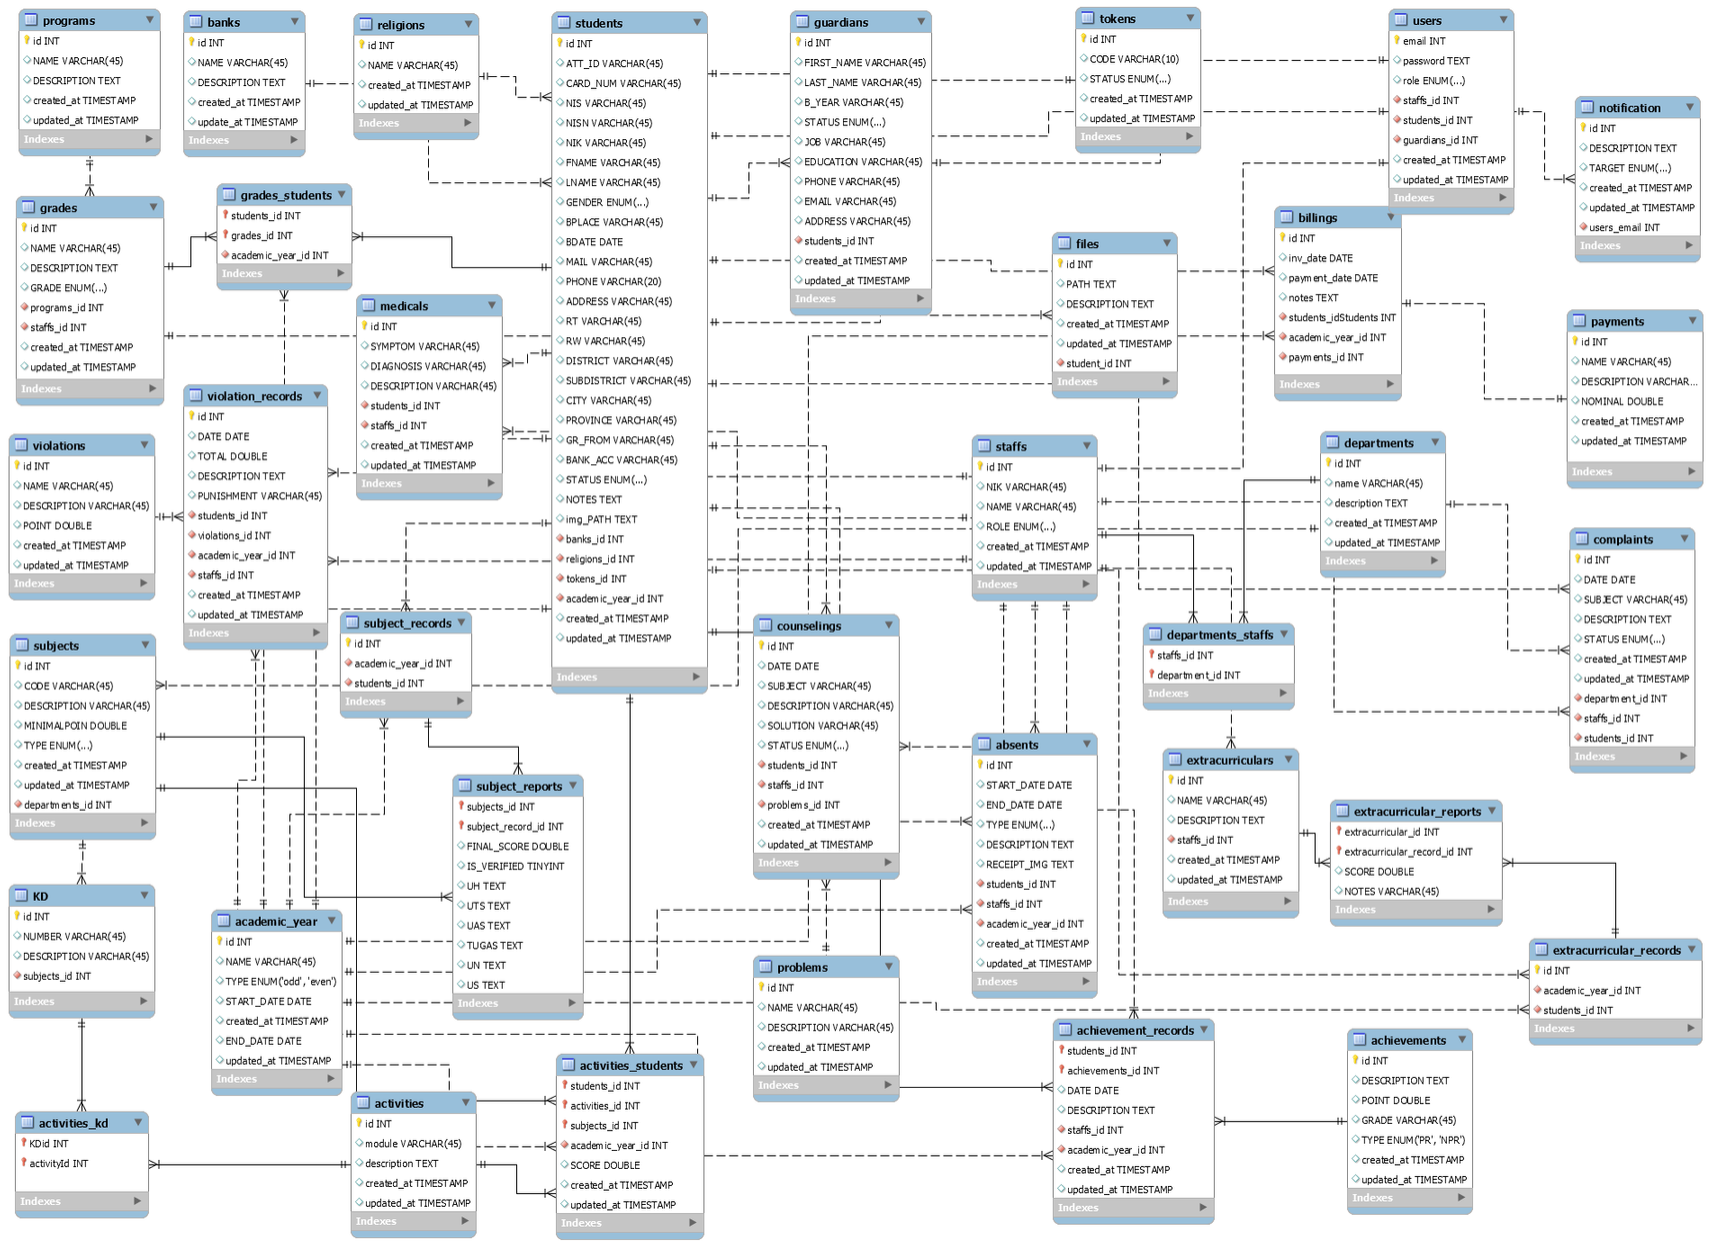 programs
id INT
NAME VARCHAR(45)
DESCRIPTION TEXT
created_at TIMESTAMP
updated_at TIMESTAMP
Indexes
banks
id INT
NAME VARCHAR(45)
DESCRIPTION TEXT
created_at TIMESTAMP
update_at TIMESTAMP
Indexes
religions
id INT
NAME VARCHAR(45)
created_at TIMESTAMP
updated_at TIMESTAMP
Indexes
students
id INT
ATT_ID VARCHAR(45)
CARD_NUM VARCHAR(45)
NIS VARCHAR(45)
NISN VARCHAR(45)
NIK VARCHAR(45)
FNAME VARCHAR(45)
LNAME VARCHAR(45)
GENDER ENUM(...)
BPLACE VARCHAR(45)
BDATE DATE
MAIL VARCHAR(45)
PHONE VARCHAR(20)
ADDRESS VARCHAR(45)
RT VARCHAR(45)
RW VARCHAR(45)
DISTRICT VARCHAR(45)
SUBDISTRICT VARCHAR(45)
CITY VARCHAR(45)
PROVINCE VARCHAR(45)
GR_FROM VARCHAR(45)
BANK_ACC VARCHAR(45)
STATUS ENUM(...)
NOTES TEXT
img_PATH TEXT
banks_id INT
religions_id INT
tokens_id INT
academic_year_id INT
created_at TIMESTAMP
updated_at TIMESTAMP
Indexes
guardians
id INT
FIRST_NAME VARCHAR(45)
LAST_NAME VARCHAR(45)
B_YEAR VARCHAR(45)
STATUS ENUM(...)
JOB VARCHAR(45)
EDUCATION VARCHAR(45)
PHONE VARCHAR(45)
EMAIL VARCHAR(45)
ADDRESS VARCHAR(45)
students_id INT
created_at TIMESTAMP
updated_at TIMESTAMP
Indexes
tokens
id INT
CODE VARCHAR(10)
STATUS ENUM(...)
created_at TIMESTAMP
updated_at TIMESTAMP
Indexes
users
email INT
password TEXT
role ENUM(...)
staffs_id INT
students_id INT
guardians_id INT
created_at TIMESTAMP
updated_at TIMESTAMP
Indexes
notification
id INT
DESCRIPTION TEXT
TARGET ENUM(...)
created_at TIMESTAMP
updated_at TIMESTAMP
users_email INT
Indexes
grades
id INT
NAME VARCHAR(45)
DESCRIPTION TEXT
GRADE ENUM(...)
programs_id INT
staffs_id INT
created_at TIMESTAMP
updated_at TIMESTAMP
Indexes
grades_students
students_id INT
grades_id INT
academic_year_id INT
Indexes
medicals
id INT
SYMPTOM VARCHAR(45)
DIAGNOSIS VARCHAR(45)
DESCRIPTION VARCHAR(45)
students_id INT
staffs_id INT
created_at TIMESTAMP
updated_at TIMESTAMP
Indexes
files
id INT
PATH TEXT
DESCRIPTION TEXT
created_at TIMESTAMP
updated_at TIMESTAMP
student_id INT
Indexes
billings
id INT
inv_date DATE
payment_date DATE
notes TEXT
students_idStudents INT
academic_year_id INT
payments_id INT
Indexes
payments
id INT
NAME VARCHAR(45)
DESCRIPTION VARCHAR...
NOMINAL DOUBLE
created_at TIMESTAMP
updated_at TIMESTAMP
Indexes
violations
id INT
NAME VARCHAR(45)
DESCRIPTION VARCHAR(45)
POINT DOUBLE
created_at TIMESTAMP
updated_at TIMESTAMP
Indexes
violation_records
id INT
DATE DATE
TOTAL DOUBLE
DESCRIPTION TEXT
PUNISHMENT VARCHAR(45)
students_id INT
violations_id INT
academic_year_id INT
staffs_id INT
created_at TIMESTAMP
updated_at TIMESTAMP
Indexes
staffs
id INT
NIK VARCHAR(45)
NAME VARCHAR(45)
ROLE ENUM(...)
created_at TIMESTAMP
updated_at TIMESTAMP
Indexes
departments
id INT
name VARCHAR(45)
description TEXT
created_at TIMESTAMP
updated_at TIMESTAMP
Indexes
complaints
id INT
DATE DATE
SUBJECT VARCHAR(45)
DESCRIPTION TEXT
STATUS ENUM(...)
created_at TIMESTAMP
updated_at TIMESTAMP
department_id INT
staffs_id INT
students_id INT
Indexes
subjects
id INT
CODE VARCHAR(45)
DESCRIPTION VARCHAR(45)
MINIMALPOIN DOUBLE
TYPE ENUM(...)
created_at TIMESTAMP
updated_at TIMESTAMP
departments_id INT
Indexes
subject_records
id INT
academic_year_id INT
students_id INT
Indexes
counselings
id INT
DATE DATE
SUBJECT VARCHAR(45)
DESCRIPTION VARCHAR(45)
SOLUTION VARCHAR(45)
STATUS ENUM(...)
students_id INT
staffs_id INT
problems_id INT
created_at TIMESTAMP
updated_at TIMESTAMP
Indexes
departments_staffs
staffs_id INT
department_id INT
Indexes
absents
id INT
START_DATE DATE
END_DATE DATE
TYPE ENUM(...)
DESCRIPTION TEXT
RECEIPT_IMG TEXT
students_id INT
staffs_id INT
academic_year_id INT
created_at TIMESTAMP
updated_at TIMESTAMP
Indexes
extracurriculars
id INT
NAME VARCHAR(45)
DESCRIPTION TEXT
staffs_id INT
created_at TIMESTAMP
updated_at TIMESTAMP
Indexes
extracurricular_reports
extracurricular_id INT
extracurricular_record_id INT
SCORE DOUBLE
NOTES VARCHAR(45)
Indexes
subject_reports
subjects_id INT
subject_record_id INT
FINAL_SCORE DOUBLE
IS_VERIFIED TINYINT
UH TEXT
UTS TEXT
UAS TEXT
TUGAS TEXT
UN TEXT
US TEXT
Indexes
KD
id INT
NUMBER VARCHAR(45)
DESCRIPTION VARCHAR(45)
subjects_id INT
Indexes
academic_year
id INT
NAME VARCHAR(45)
TYPE ENUM('odd', 'even')
START_DATE DATE
created_at TIMESTAMP
END_DATE DATE
updated_at TIMESTAMP
Indexes
problems
id INT
NAME VARCHAR(45)
DESCRIPTION VARCHAR(45)
created_at TIMESTAMP
updated_at TIMESTAMP
Indexes
extracurricular_records
id INT
academic_year_id INT
students_id INT
Indexes
activities_kd
KDid INT
activityId INT
Indexes
activities
id INT
module VARCHAR(45)
description TEXT
created_at TIMESTAMP
updated_at TIMESTAMP
Indexes
activities_students
students_id INT
activities_id INT
subjects_id INT
academic_year_id INT
SCORE DOUBLE
created_at TIMESTAMP
updated_at TIMESTAMP
Indexes
achievement_records
students_id INT
achievements_id INT
DATE DATE
DESCRIPTION TEXT
staffs_id INT
academic_year_id INT
created_at TIMESTAMP
updated_at TIMESTAMP
Indexes
achievements
id INT
DESCRIPTION TEXT
POINT DOUBLE
GRADE VARCHAR(45)
TYPE ENUM('PR', 'NPR')
created_at TIMESTAMP
updated_at TIMESTAMP
Indexes